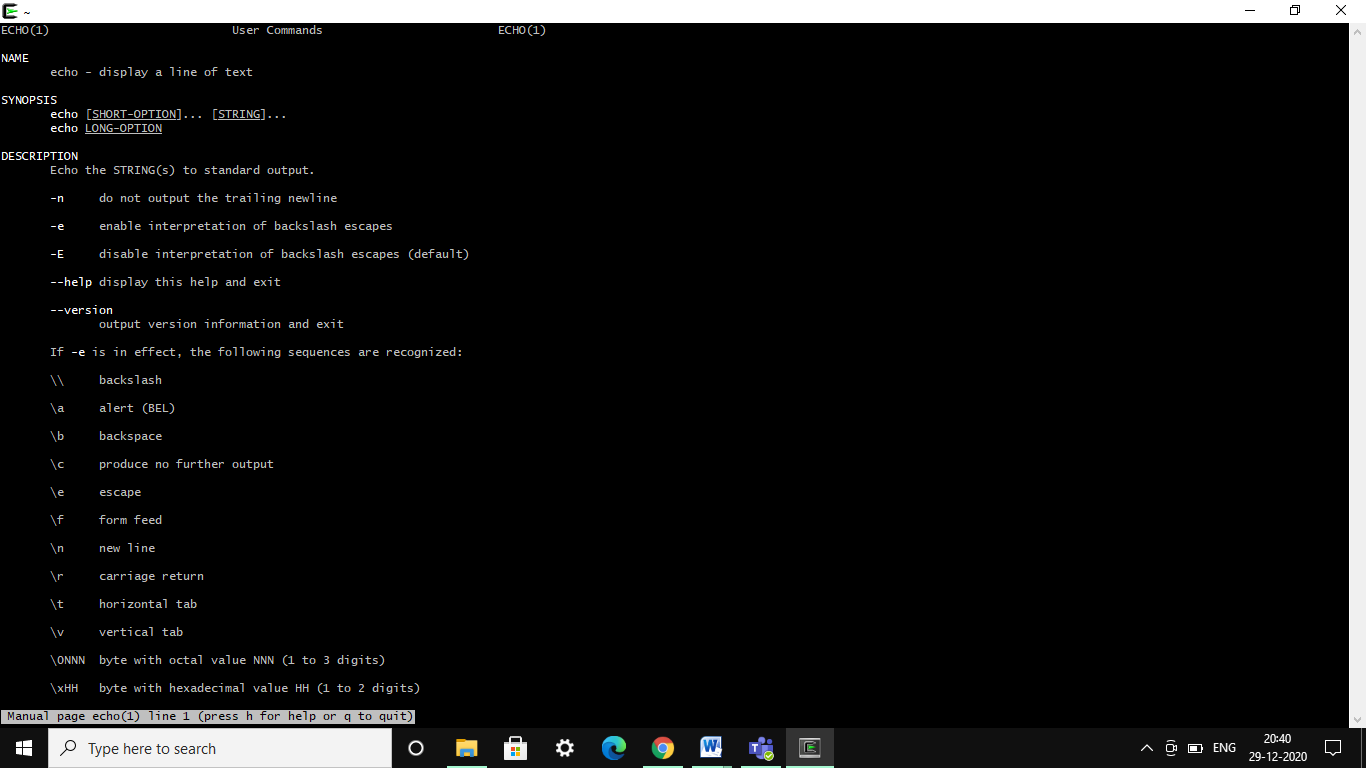 ~
ECHO(1) User Commands ECHO(1)
NAME
echo - display a line of text
SYNOPSIS
echo [SHORT-OPTION]... [STRING]...
echo LONG-OPTION
DESCRIPTION
Echo the STRING(s) to standard output.
-n do not output the trailing newline
-e enable interpretation of backslash escapes
-E disable interpretation of backslash escapes (default)
--help display this help and exit
--version
output version information and exit
If -e is in effect, the following sequences are recognized:
\\ backslash
\a alert (BEL)
\b backspace
\c produce no further output
\e escape
\f form feed
\n new line
\r carriage return
\t horizontal tab
\v vertical tab
\0NNN byte with octal value NNN (1 to 3 digits)
\xHH byte with hexadecimal value HH (1 to 2 digits)
Manual page echo(1) line 1 (press h for help or q to quit)
Type here to search
ENG
20:40
29-12-2020